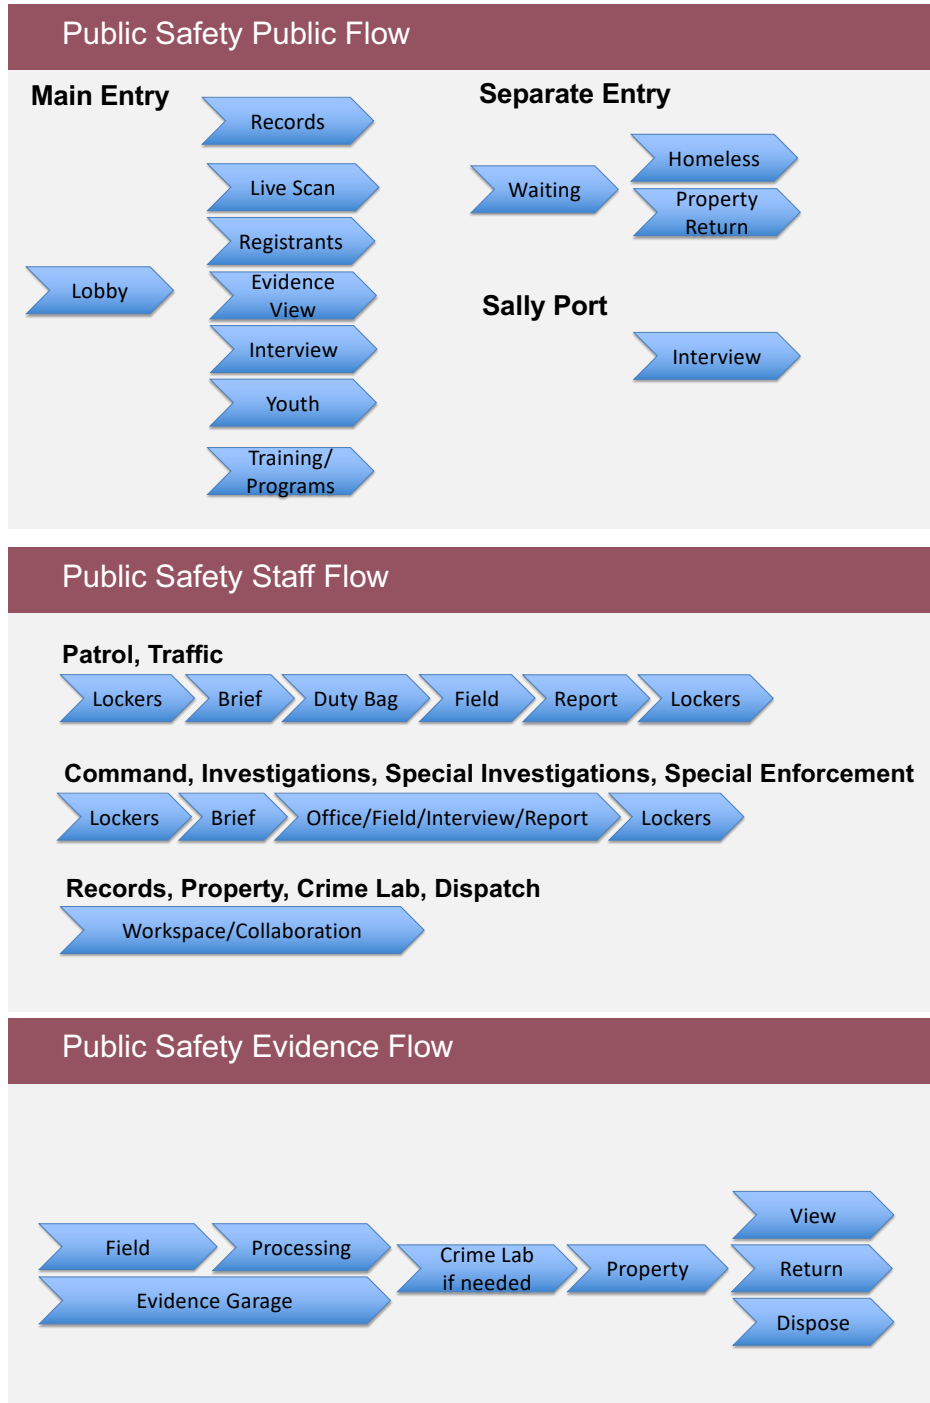 Public Safety Public Flow
Main Entry
Lobby
Records
Live Scan
Registrants
Evidence
View
Interview
Youth
Training/
Programs
Separate Entry
Waiting
Homeless
Property
Return
Sally Port
Interview
Public Safety Staff Flow
Patrol, Traffic
Lockers Brief Duty Bag Field Report Lockers
Command, Investigations, Special Investigations, Special Enforcement
Lockers Brief Office/Field/Interview/Report Lockers
Records, Property, Crime Lab, Dispatch
Workspace/Collaboration
Public Safety Evidence Flow
Field Processing
Evidence Garage
Crime Lab
if needed
Property
View
Return
Dispose